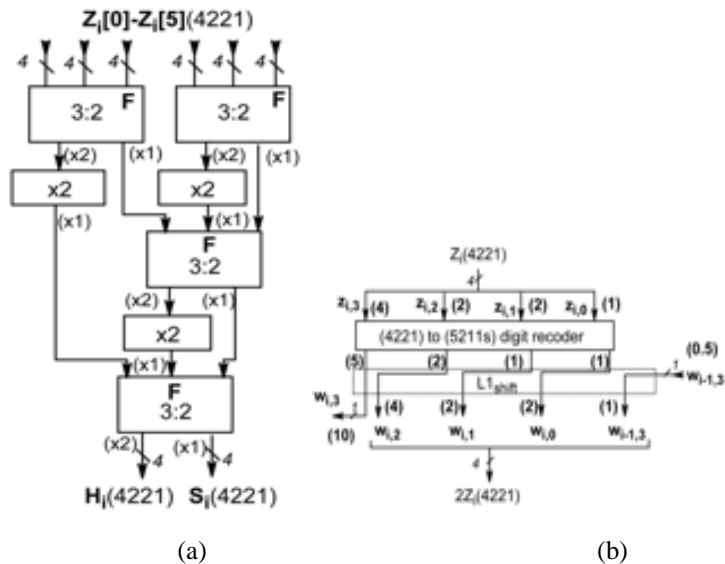 Zi[0]-Zi[5](4221)
4 4 4 4 4 4
F F
3:2 3:2
(x2) (x1) (x2) (x1)
x2 x2
(x1) (x1)
F
3:2
(x2) (x1)
x2
(x1)
F
3:2
(x2) 4 (x1) 4
Hi(4221) Si(4221)
(a)
Zi(4221)
4
zi,3 (4) zi,2 (2) zi,1 (2) zi,0 (1)
(4221) to (5211s) digit recoder
(5) (2) (1) (1) (0.5)
L1shift
1 wi-1,3
wi,3 1 (4) (2) (2) (1)
(10) wi,2 wi,1 wi,0 wi-1,3
4
2Zi(4221)
(b)